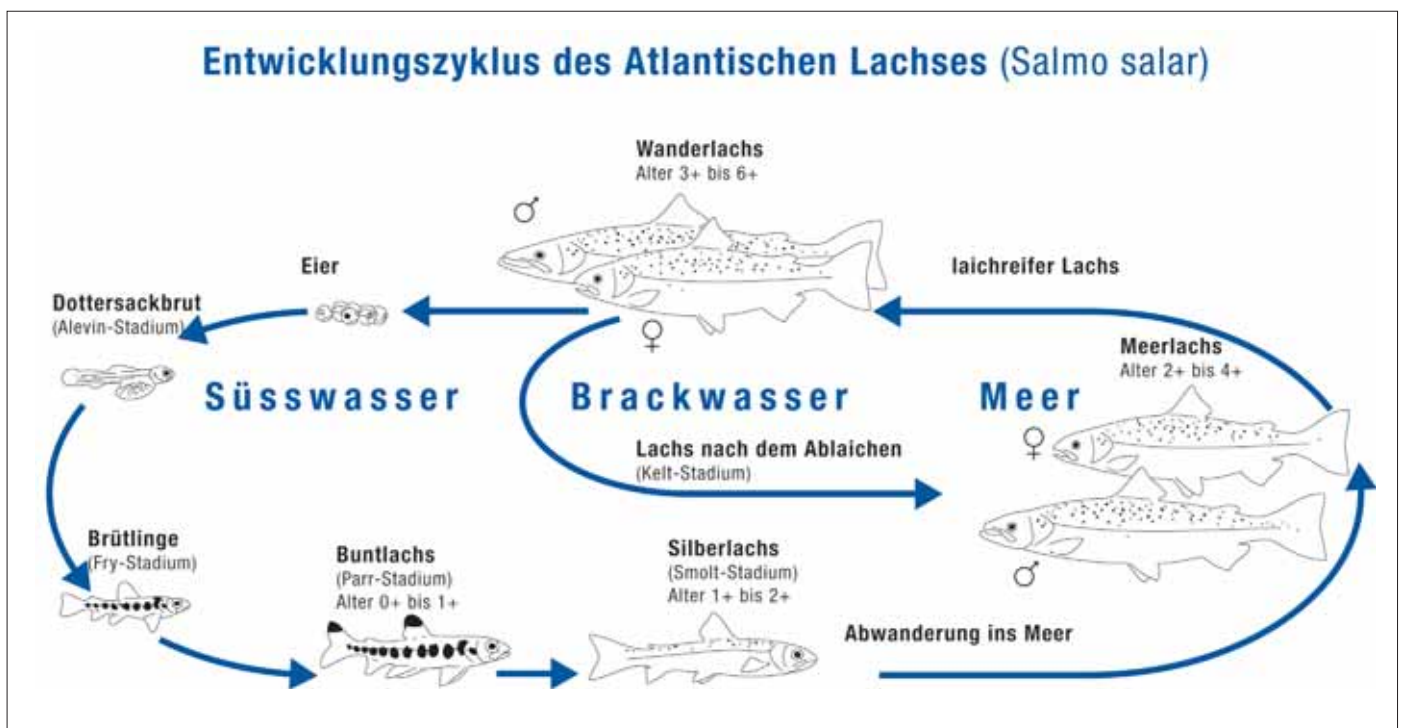 Entwicklungszyklus des Atlantischen Lachses (Salmo salar)
Wanderlachs
Alter 3+ bis 6+
♂
Eier
laichreifer Lachs
Dottersackbrut
(Alevin-Stadium)
♀
Meerlachs
Alter 2+ bis 4+
Süsswasser
Brackwasser
Meer
♀
Lachs nach dem Ablaichen
(Kelt-Stadium)
Brütlinge
(Fry-Stadium)
Buntlachs
(Parr-Stadium)
Alter 0+ bis 1+
Silberlachs
(Smolt-Stadium)
Alter 1+ bis 2+
♂
Abwanderung ins Meer